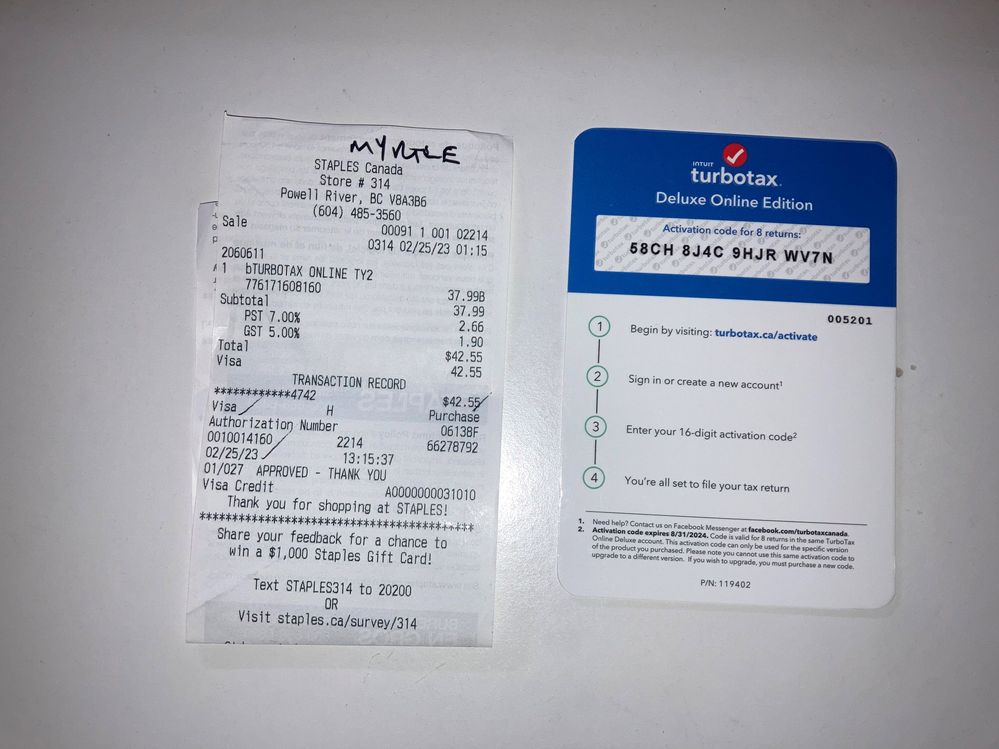 MYRTLE
STAPLES Canada
Store # 314
Powell River, BC V8A3B6
(604) 485-3560
Sale 00091 1 001 02214
0314 02/25/23 01:15
2060611
1 bTURBOTAX ONLINE TY2
776171608160 37.99B
Subtotal 37.99
PST 7.00% 2.66
GST 5.00% 1.90
Total $42.55
Visa 42.55
TRANSACTION RECORD
************4742 $42.55
Visa H Purchase
Authorization Number 06138F
0010014160 2214 66278792
02/25/23 13:15:37
01/027 APPROVED - THANK YOU
Visa Credit A0000000031010
Thank you for shopping at STAPLES!
****************************************
Share your feedback for a chance to
win a $1,000 Staples Gift Card!
Text STAPLES314 to 20200
OR
Visit staples.ca/survey/314
INTUIT
turbotax.
Deluxe Online Edition
Activation code for 8 returns:
58CH 8J4C 9HJR WV7N
005201
1 Begin by visiting: turbotax.ca/activate
2 Sign in or create a new account¹
3 Enter your 16-digit activation code²
4 You're all set to file your tax return
1. Need help? Contact us on Facebook Messenger at facebook.com/turbotaxcanada.
2. Activation code expires 8/31/2024. Code is valid for 8 returns in the same TurboTax
Online Deluxe account. This activation code can only be used for the specific version
of the product you purchased. Please note you cannot use this same activation code to
upgrade to a different version. If you wish to upgrade, you must purchase a new code.
P/N: 119402